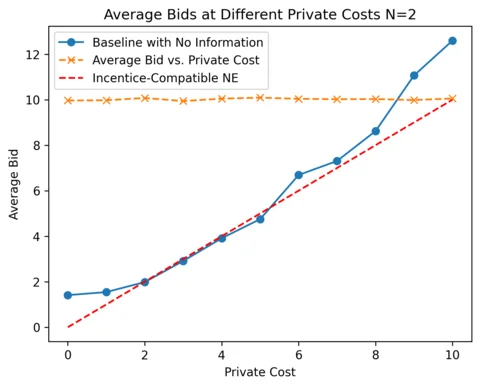 Average Bids at Different Private Costs N=2
Baseline with No Information
Average Bid vs. Private Cost
Incentice-Compatible NE
12
10
8
6
4
2
0
Average Bid
0 2 4 6 8 10
Private Cost